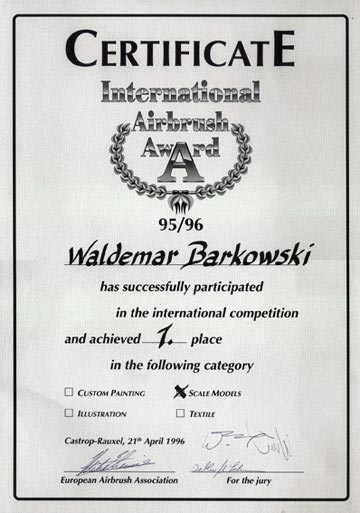 CERTIFICATE
International
Airbrush
Award
A
95/96
Waldemar Barkowski
has successfully participated
in the international competition
and achieved 1. place
in the following category
CUSTOM PAINTING SCALE MODELS
ILLUSTRATION TEXTILE
Castrop-Rauxel, 21th April 1996
European Airbrush Association For the jury